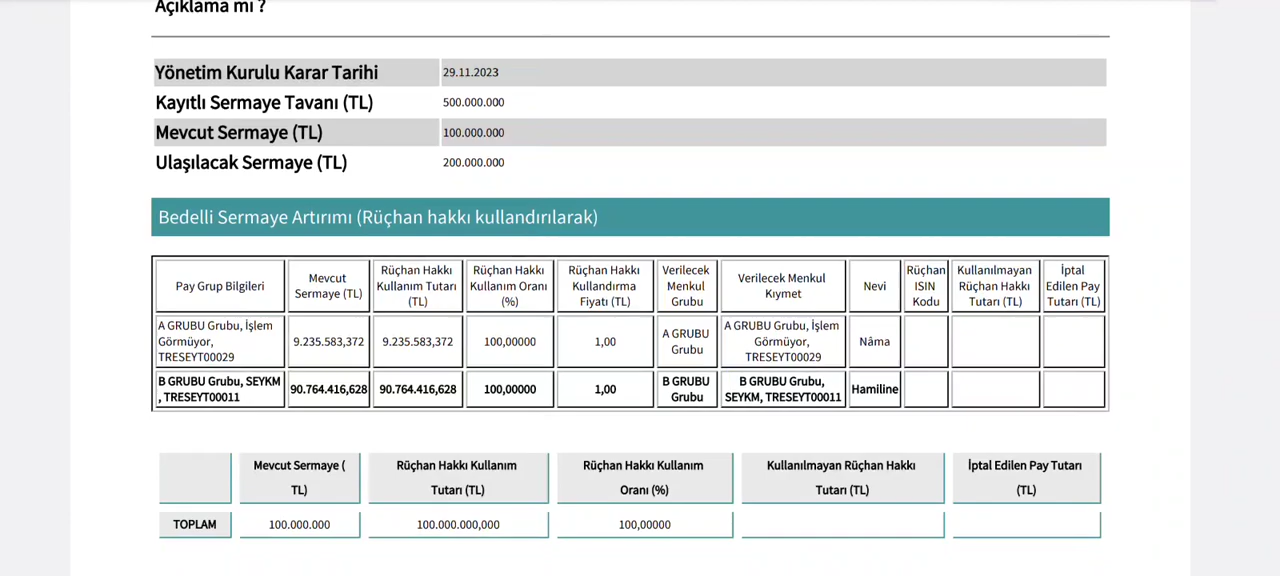 Açıklama mı ?
Yönetim Kurulu Karar Tarihi 29.11.2023
Kayıtlı Sermaye Tavanı (TL) 500.000.000
Mevcut Sermaye (TL) 100.000.000
Ulaşılacak Sermaye (TL) 200.000.000
Bedelli Sermaye Artırımı (Rüçhan hakkı kullandırılarak)
Pay Grup Bilgileri
Mevcut
Sermaye (TL)
Rüçhan Hakkı
Kullanım Tutarı
(TL)
Rüçhan Hakkı
Kullanım Oranı
(%)
Rüçhan Hakkı
Kullandırma
Fiyatı (TL)
Verilecek
Menkul
Grubu
Verilecek Menkul
Kıymet
Nevi
Rüçhan
ISIN
Kodu
Kullanılmayan
Rüçhan Hakkı
Tutarı (TL)
İptal
Edilen Pay
Tutarı (TL)
A GRUBU Grubu, İşlem
Görmüyor,
TRESEYT00029
9.235.583,372
9.235.583,372
100,00000
1,00
A GRUBU
Grubu
A GRUBU Grubu, İşlem
Görmüyor,
TRESEYT00029
Nâma
B GRUBU Grubu, SEYKM
, TRESEYT00011
90.764.416,628
90.764.416,628
100,00000
1,00
B GRUBU
Grubu
B GRUBU Grubu,
SEYKM, TRESEYT00011
Hamiline
Mevcut Sermaye (
TL)
Rüçhan Hakkı Kullanım
Tutarı (TL)
Rüçhan Hakkı Kullanım
Oranı (%)
Kullanılmayan Rüçhan Hakkı
Tutarı (TL)
İptal Edilen Pay Tutarı
(TL)
TOPLAM 100.000.000 100.000.000,000 100,00000